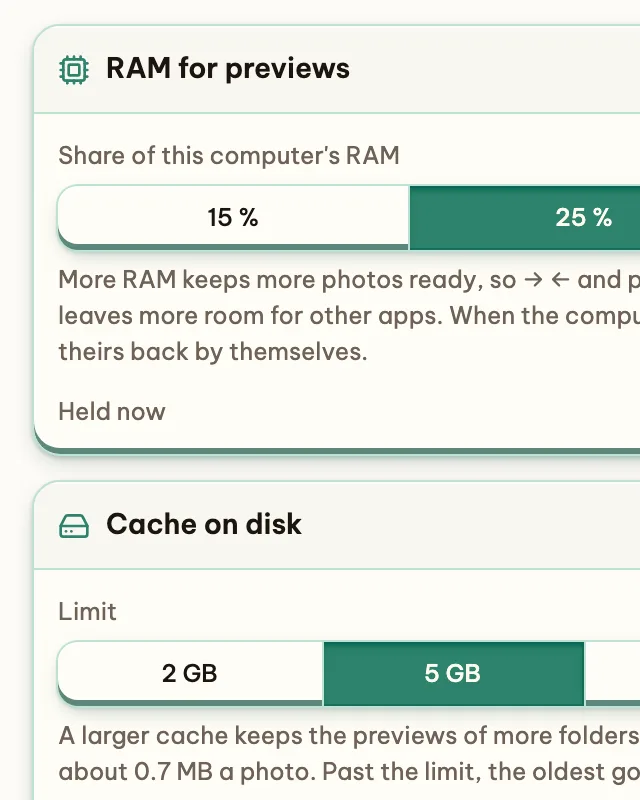 RAM for previews
Share of this computer's RAM
15 %
25 %
More RAM keeps more photos ready, so → ← and
leaves more room for other apps. When the
theirs back by themselves.
Held now
Cache on disk
Limit
2 GB
5 GB
A larger cache keeps the previews of more folders
about 0.7 MB a photo. Past the limit, the oldest